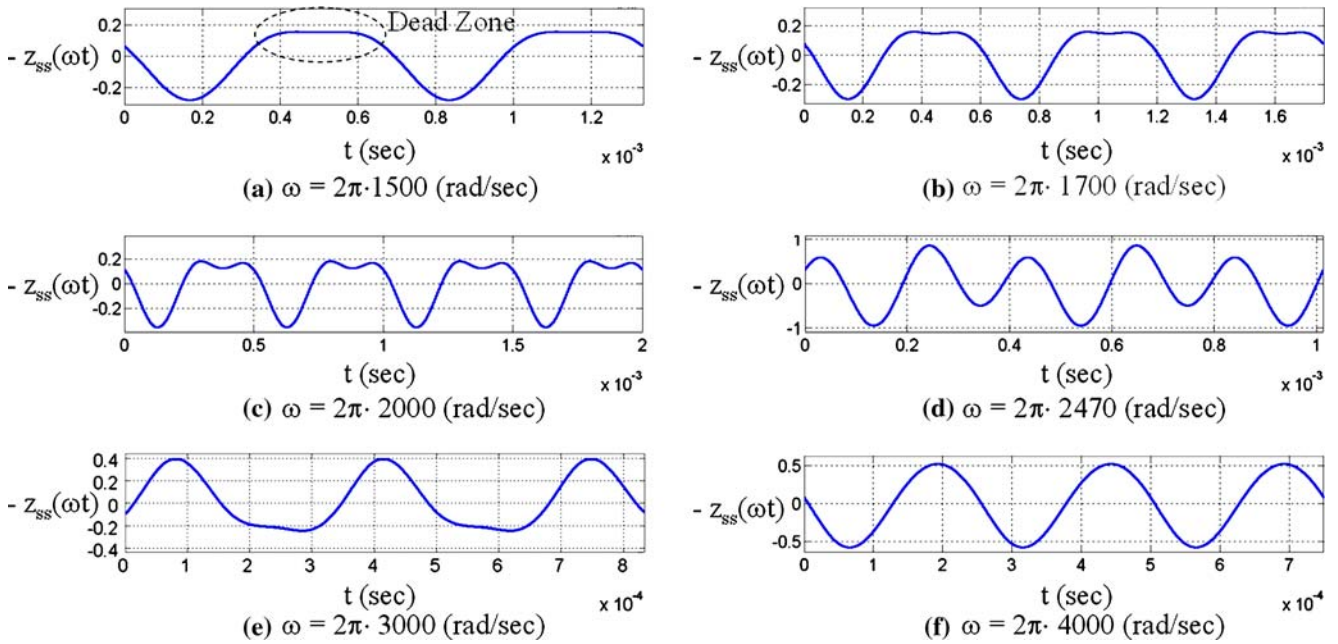 0.2
Dead Zone
- z_ss(ωt) 0
-0.2
0 0.2 0.4 0.6 0.8 1 1.2
t (sec) x 10^-3
(a) ω = 2π·1500 (rad/sec)
0.2
- z_ss(ωt) 0
-0.2
0 0.2 0.4 0.6 0.8 1 1.2 1.4 1.6
t (sec) x 10^-3
(b) ω = 2π· 1700 (rad/sec)
0.2
- z_ss(ωt) 0
-0.2
0 0.5 1 1.5 2
t (sec) x 10^-3
(c) ω = 2π· 2000 (rad/sec)
1
- z_ss(ωt) 0
-1
0 0.2 0.4 0.6 0.8 1
t (sec) x 10^-3
(d) ω = 2π· 2470 (rad/sec)
0.4
0.2
- z_ss(ωt) 0
-0.2
-0.4
0 1 2 3 4 5 6 7 8
t (sec) x 10^-4
(e) ω = 2π· 3000 (rad/sec)
0.5
- z_ss(ωt) 0
-0.5
0 1 2 3 4 5 6 7
t (sec) x 10^-4
(f) ω = 2π· 4000 (rad/sec)